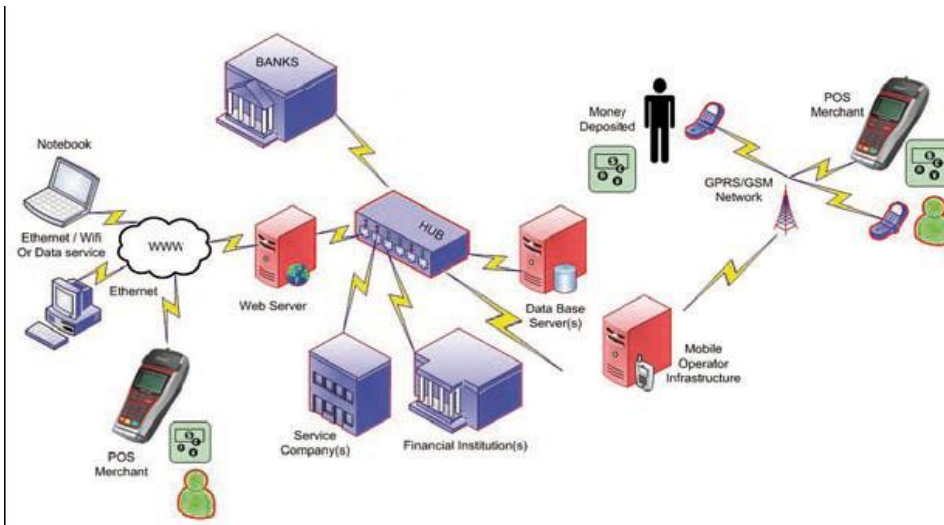 BANKS
Money
Deposited
POS
Merchant
Notebook
GPRS/GSM
Network
Ethernet / Wifi
Or Data service
WWW
HUB
Ethernet
Web Server
Data Base
Server(s)
Mobile
Operator
Infrastructure
Service
Company(s)
Financial Institution(s)
POS
Merchant